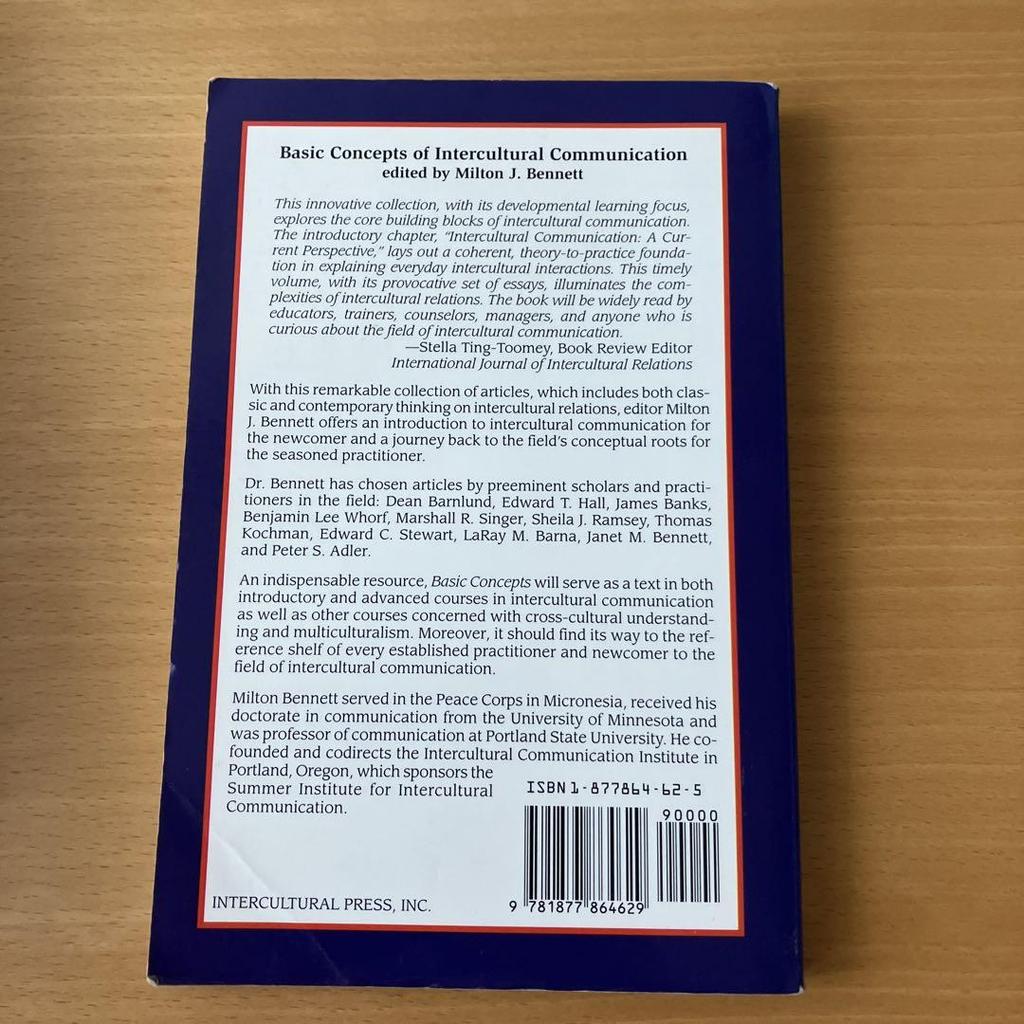 Basic Concepts of Intercultural Communication
edited by Milton J. Bennett
This innovative collection, with its developmental learning focus,
explores the core building blocks of intercultural communication.
The introductory chapter, “Intercultural Communication: A Cur-
rent Perspective,” lays out a coherent, theory-to-practice founda-
tion in explaining everyday intercultural interactions. This timely
volume, with its provocative set of essays, illuminates the com-
plexities of intercultural relations. The book will be widely read by
educators, trainers, counselors, managers, and anyone who is
curious about the field of intercultural communication.
—Stella Ting-Toomey, Book Review Editor
International Journal of Intercultural Relations
With this remarkable collection of articles, which includes both clas-
sic and contemporary thinking on intercultural relations, editor Milton
J. Bennett offers an introduction to intercultural communication for
the newcomer and a journey back to the field's conceptual roots for
the seasoned practitioner.
Dr. Bennett has chosen articles by preeminent scholars and practi-
tioners in the field: Dean Barnlund, Edward T. Hall, James Banks,
Benjamin Lee Whorf, Marshall R. Singer, Sheila J. Ramsey, Thomas
Kochman, Edward C. Stewart, LaRay M. Barna, Janet M. Bennett,
and Peter S. Adler.
An indispensable resource, Basic Concepts will serve as a text in both
introductory and advanced courses in intercultural communication
as well as other courses concerned with cross-cultural understand-
ing and multiculturalism. Moreover, it should find its way to the ref-
erence shelf of every established practitioner and newcomer to the
field of intercultural communication.
Milton Bennett served in the Peace Corps in Micronesia, received his
doctorate in communication from the University of Minnesota and
was professor of communication at Portland State University. He co-
founded and codirects the Intercultural Communication Institute in
Portland, Oregon, which sponsors the
Summer Institute for Intercultural
Communication.
ISBN 1-877864-62-5
90000
9 781877 864629
INTERCULTURAL PRESS, INC.